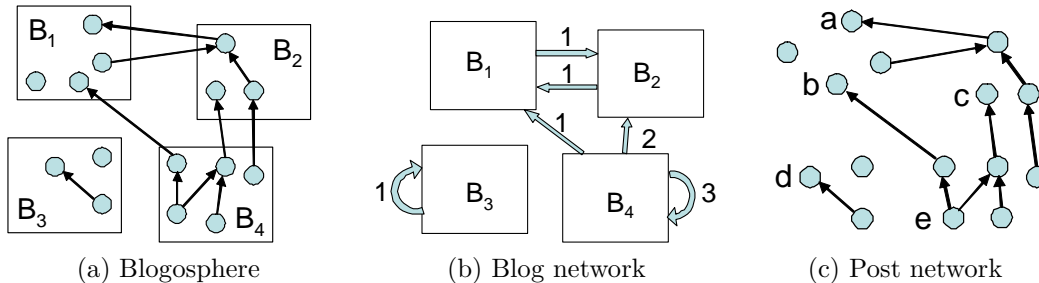 B1
B2
B3
B4
(a) Blogosphere
B1
B2
B3
B4
1
1
1
2
1
3
(b) Blog network
a
b
c
d
e
(c) Post network